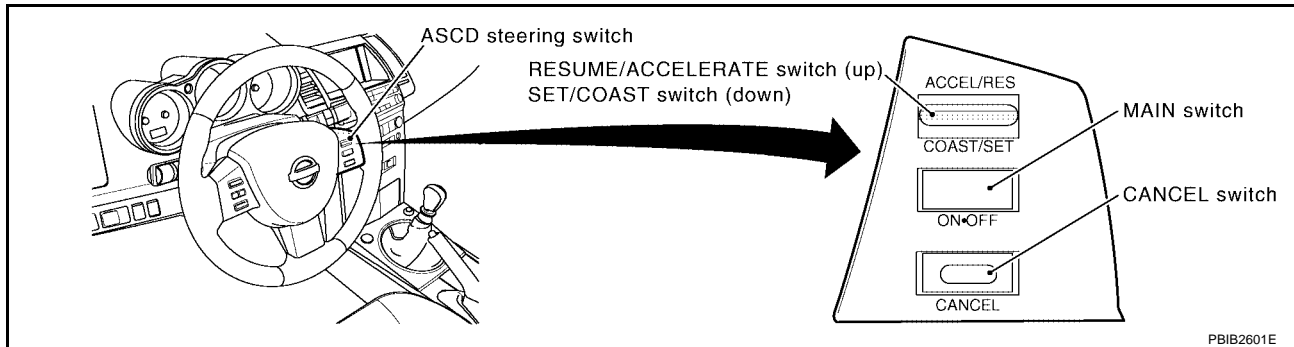 ASCD steering switch
RESUME/ACCELERATE switch (up)
SET/COAST switch (down)
ACCEL/RES
COAST/SET
MAIN switch
ON•OFF
CANCEL switch
CANCEL
PBIB2601E